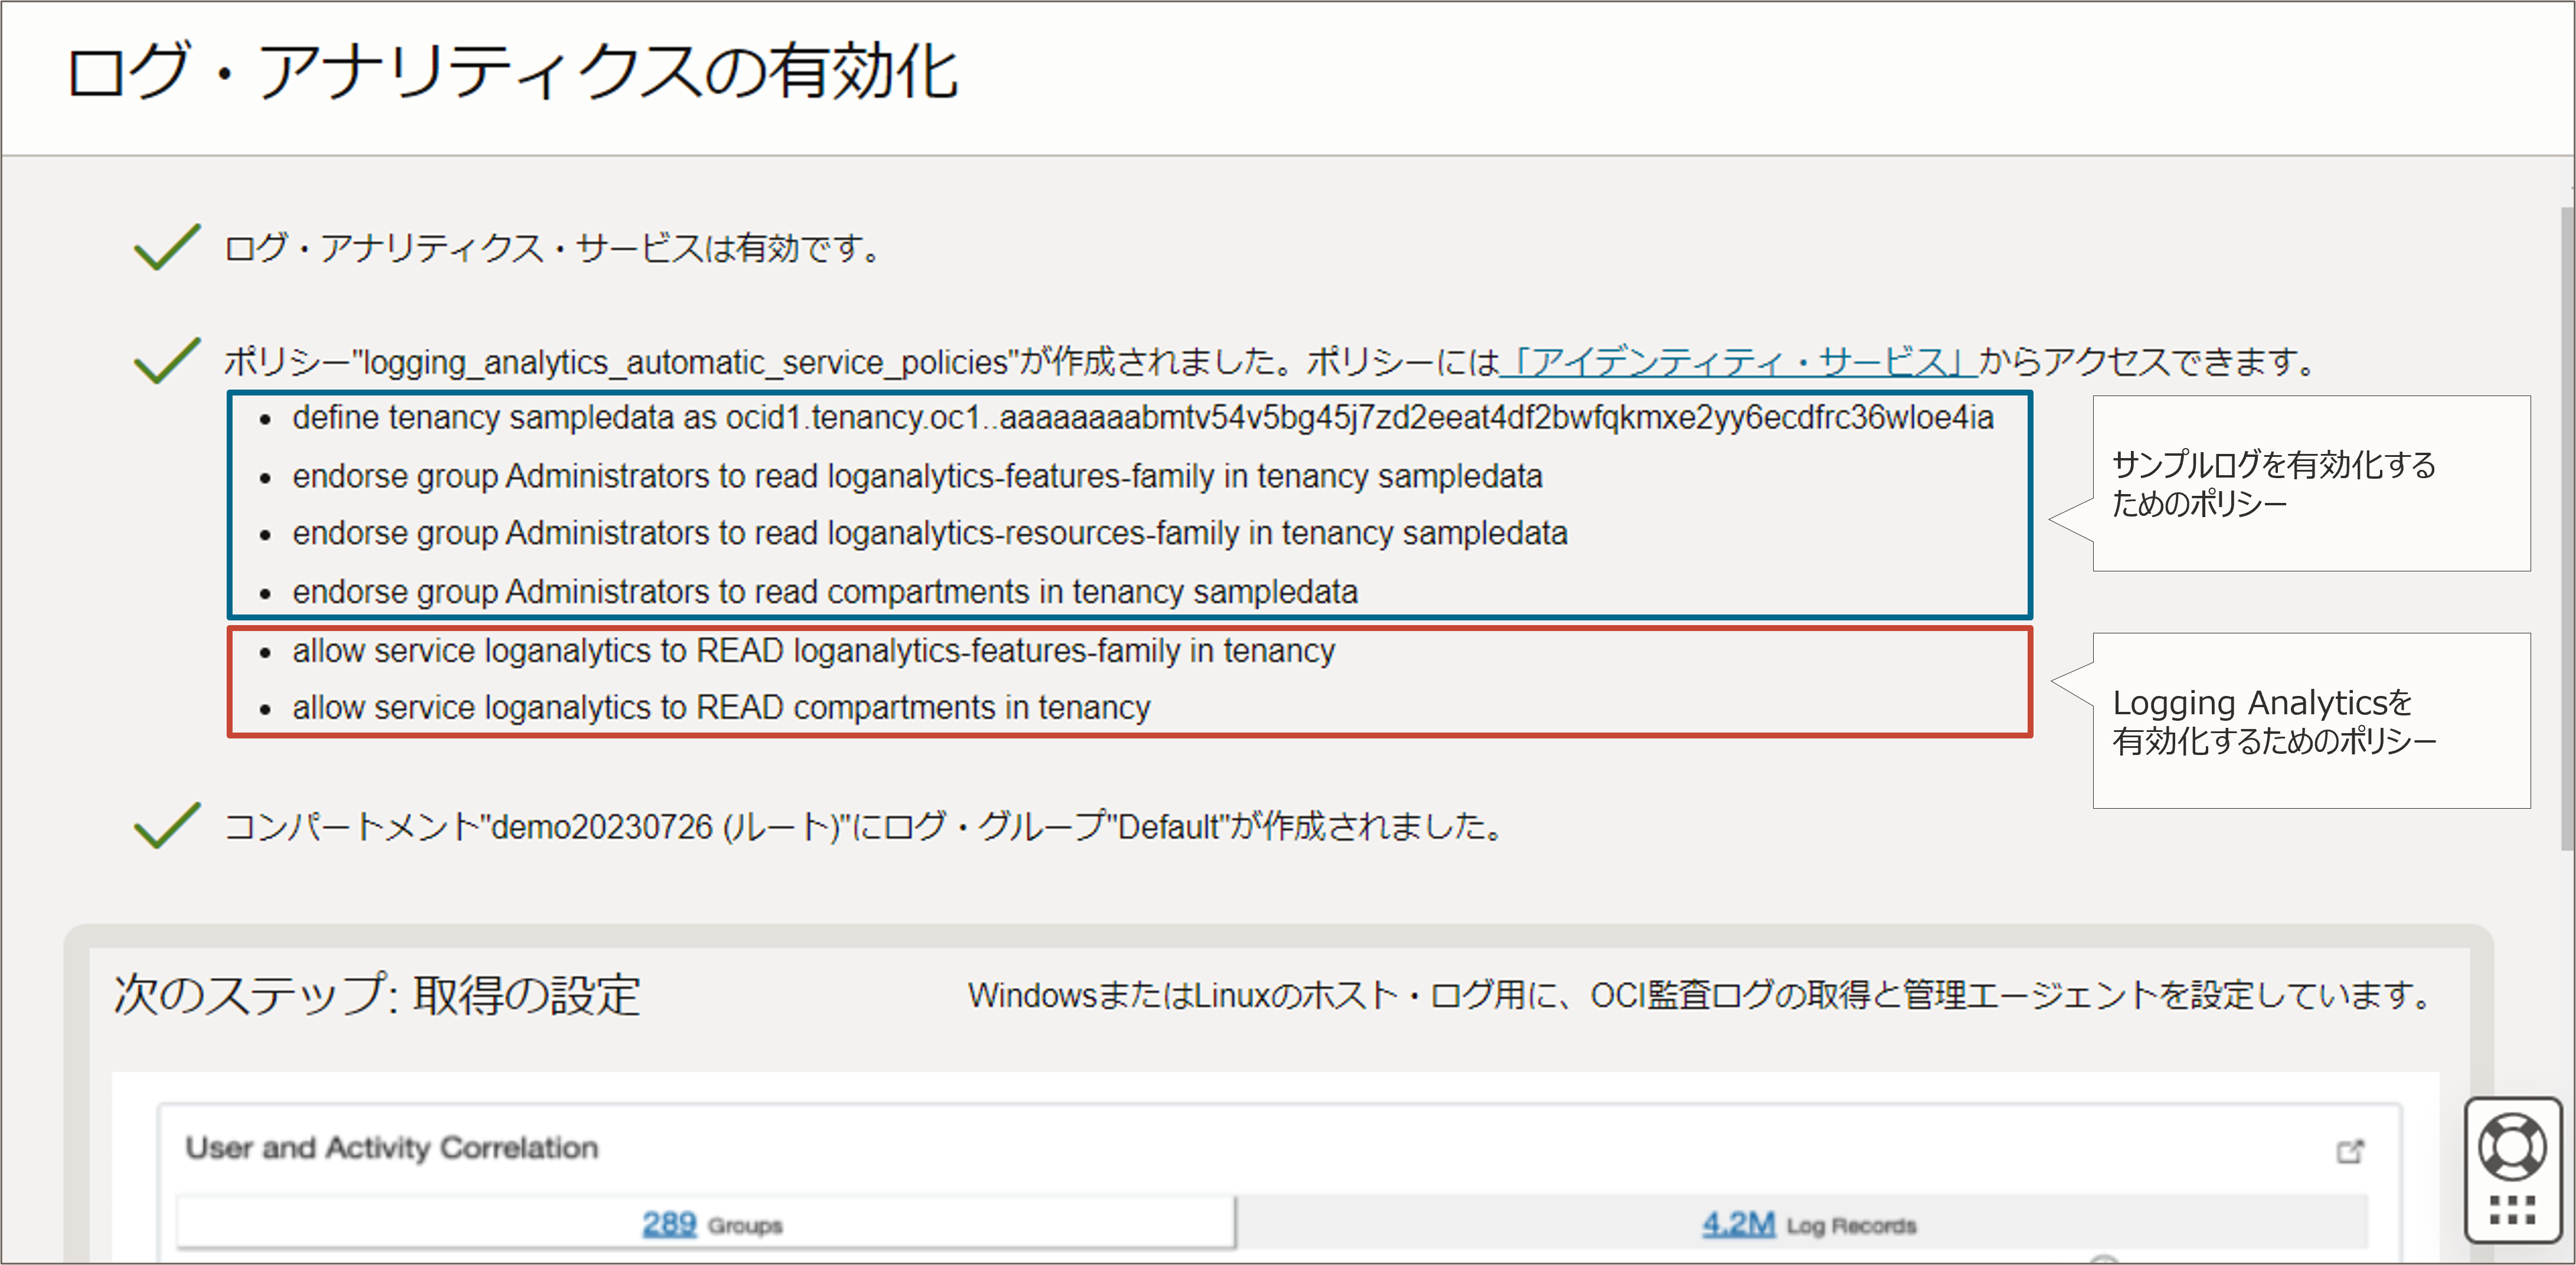 ログ・アナリティクスの有効化
ログ・アナリティクス・サービスは有効です。
ポリシー"logging_analytics_automatic_service_policies"が作成されました。ポリシーには「アイデンティティ・サービス」からアクセスできます。
• define tenancy sampledata as ocid1.tenancy.oc1..aaaaaaaabmtv54v5bg45j7zd2eeat4df2bwfqkmxe2yy6ecdfrc36wloe4ia
• endorse group Administrators to read loganalytics-features-family in tenancy sampledata
• endorse group Administrators to read loganalytics-resources-family in tenancy sampledata
• endorse group Administrators to read compartments in tenancy sampledata
サンプルログを有効化する
ためのポリシー
• allow service loganalytics to READ loganalytics-features-family in tenancy
• allow service loganalytics to READ compartments in tenancy
Logging Analyticsを
有効化するためのポリシー
コンパートメント"demo20230726 (ルート)"にログ・グループ"Default"が作成されました。
次のステップ: 取得の設定
WindowsまたはLinuxのホスト・ログ用に、OCI監査ログの取得と管理エージェントを設定しています。
User and Activity Correlation
289 Groups
4.2M Log Records